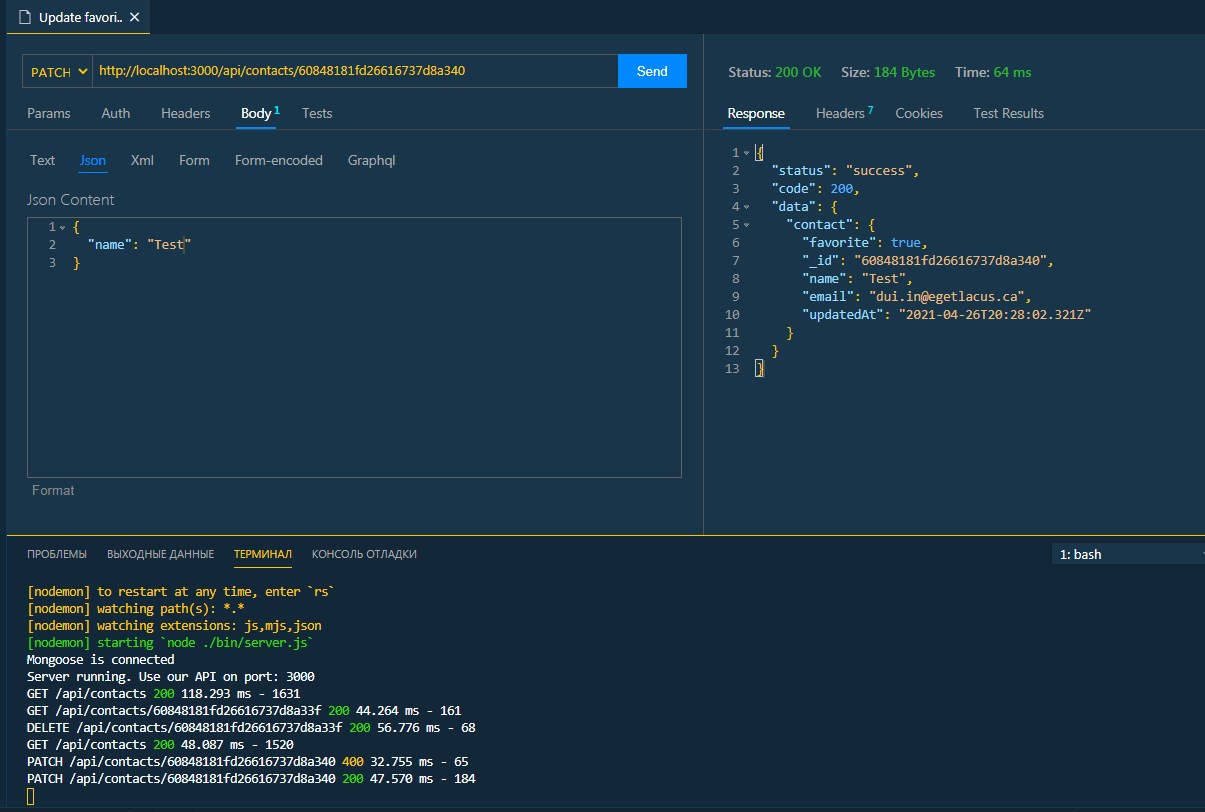 Update favori..
PATCH http://localhost:3000/api/contacts/60848181fd26616737d8a340 Send
Params Auth Headers Body 1 Tests
Text Json Xml Form Form-encoded Graphql
Json Content
1 {
2 "name": "Test"
3 }
Format
Status: 200 OK Size: 184 Bytes Time: 64 ms
Response Headers 7 Cookies Test Results
1 {
2 "status": "success",
3 "code": 200,
4 "data": {
5 "contact": {
6 "favorite": true,
7 "_id": "60848181fd26616737d8a340",
8 "name": "Test",
9 "email": "dui.in@egetlacus.ca",
10 "updatedAt": "2021-04-26T20:28:02.321Z"
11 }
12 }
13 }
ПРОБЛЕМЫ ВЫХОДНЫЕ ДАННЫЕ ТЕРМИНАЛ КОНСОЛЬ ОТЛАДКИ 1: bash
[nodemon] to restart at any time, enter `rs`
[nodemon] watching path(s): *.*
[nodemon] watching extensions: js,mjs,json
[nodemon] starting `node ./bin/server.js`
Mongoose is connected
Server running. Use our API on port: 3000
GET /api/contacts 200 118.293 ms - 1631
GET /api/contacts/60848181fd26616737d8a33f 200 44.264 ms - 161
DELETE /api/contacts/60848181fd26616737d8a33f 200 56.776 ms - 68
GET /api/contacts 200 48.087 ms - 1520
PATCH /api/contacts/60848181fd26616737d8a340 400 32.755 ms - 65
PATCH /api/contacts/60848181fd26616737d8a340 200 47.570 ms - 184